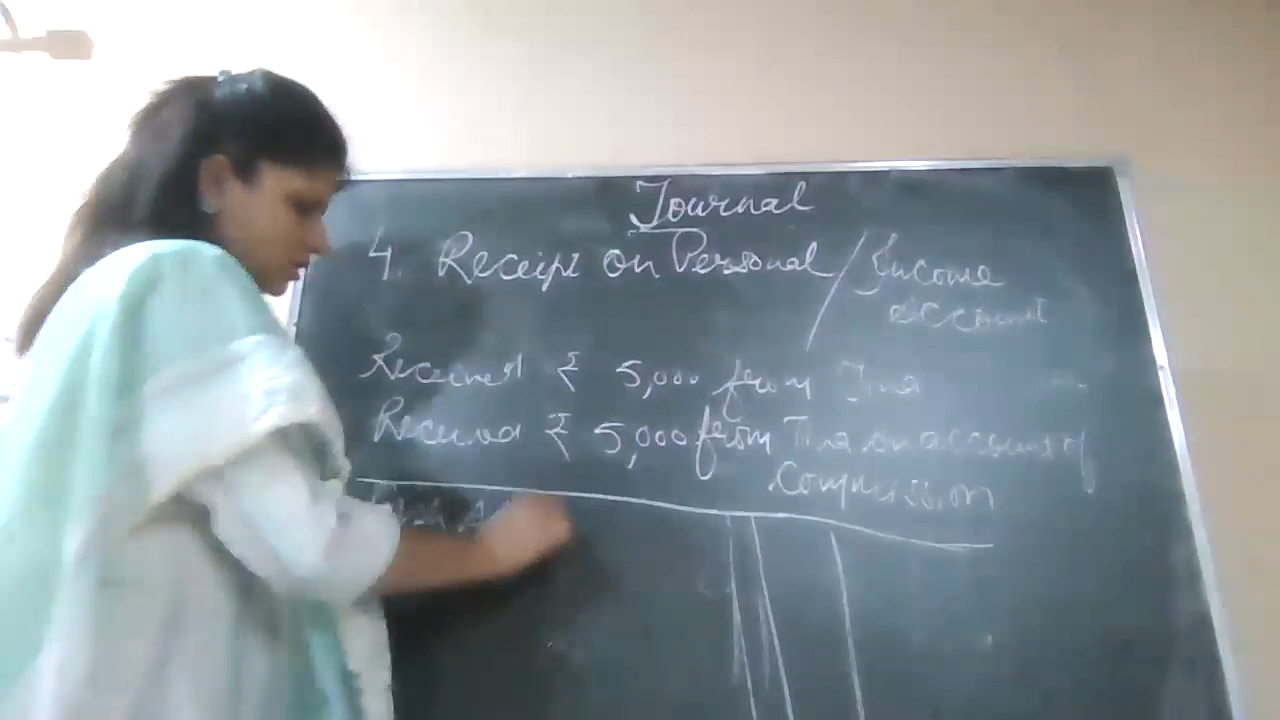 Journal
4. Receipt on Personal / Income
account
Received ₹ 5,000 from Tina
Received ₹ 5,000 from Tina on account of
Commission